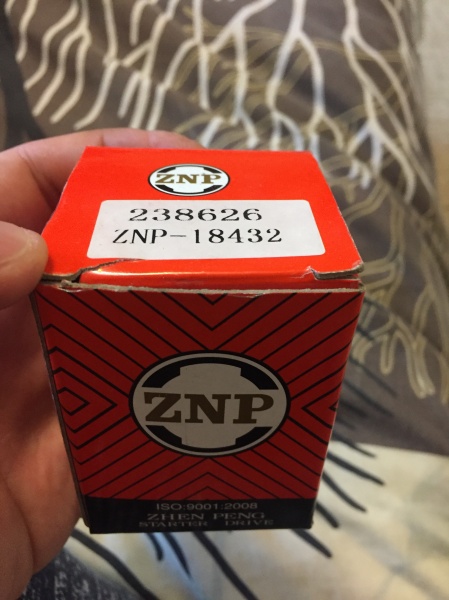 ZNP
238626
ZNP-18432
ZNP
ISO:9001:2008
ZHEN PENG
STARTER DRIVE